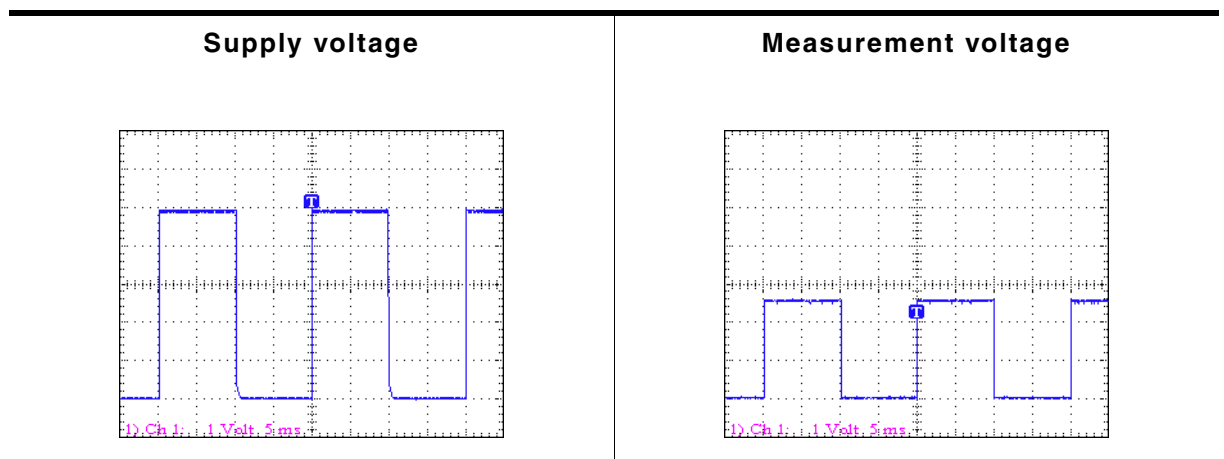 Supply voltage
Measurement voltage
T
T
1) Ch 1: 1 Volt 5 ms
1) Ch 1: 1 Volt 5 ms